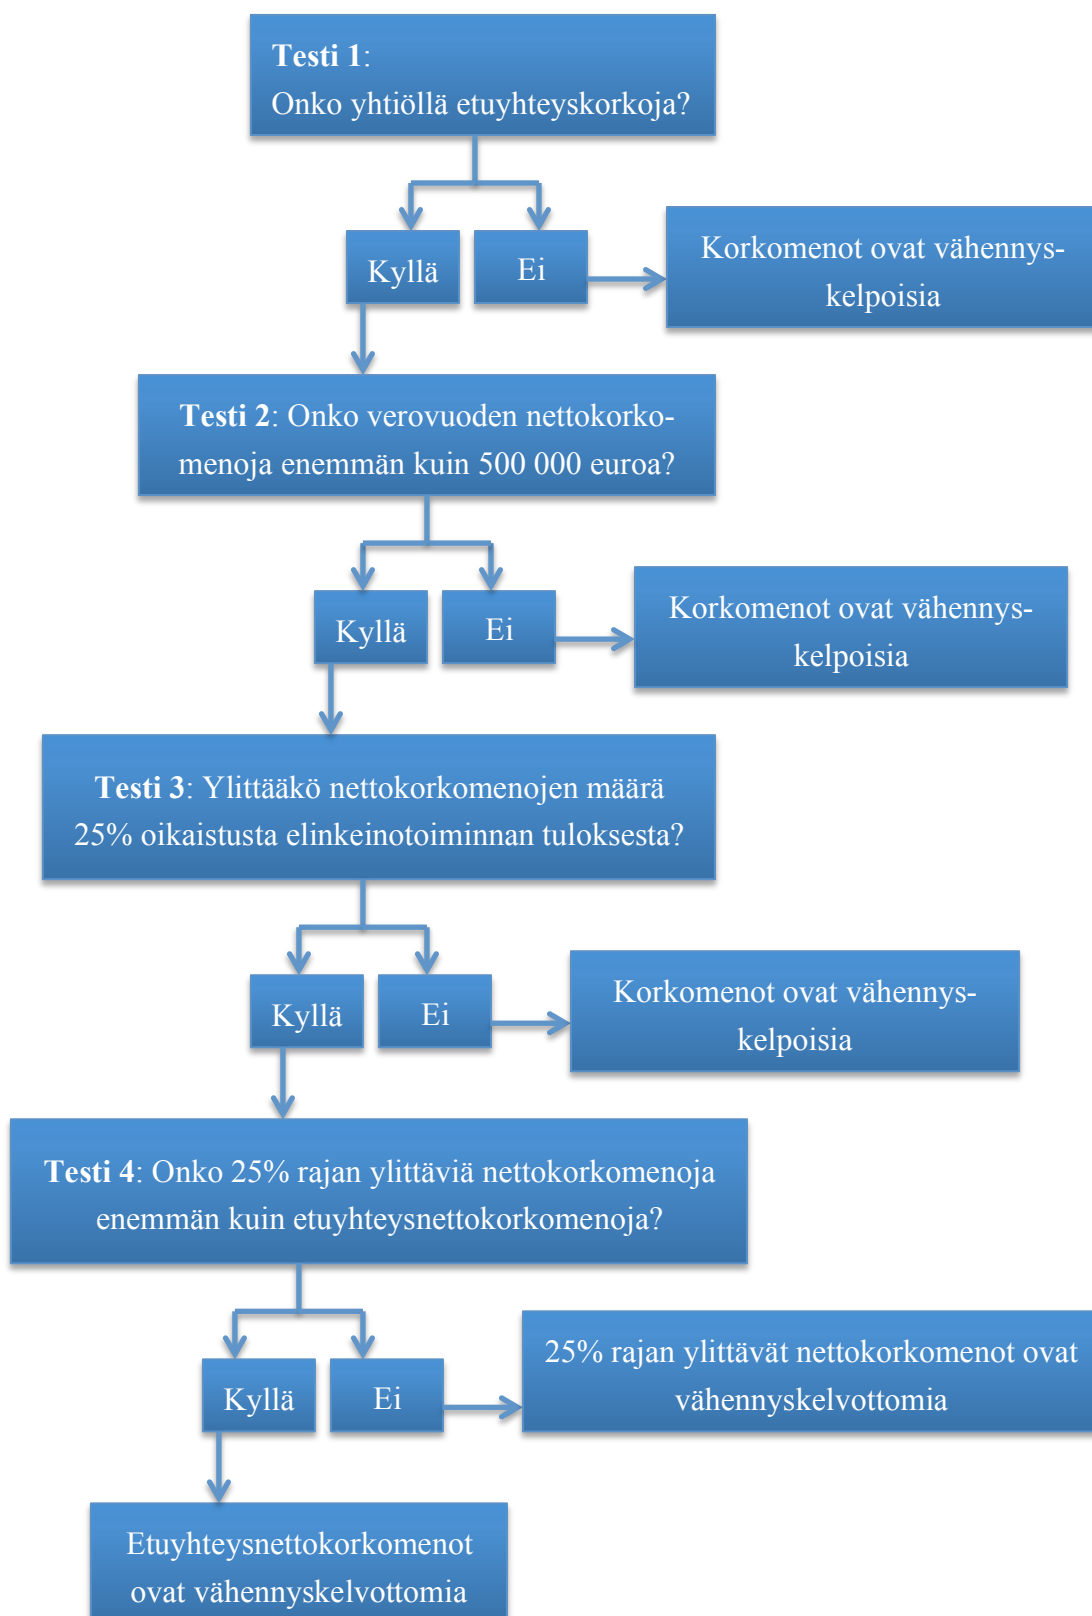 Testi 1:
Onko yhtiöllä etuyhteyskorkoja?
Kyllä
Ei
Korkomenot ovat vähennys-
kelpoisia
Testi 2: Onko verovuoden nettokorko-
menoja enemmän kuin 500 000 euroa?
Kyllä
Ei
Korkomenot ovat vähennys-
kelpoisia
Testi 3: Ylittääkö nettokorkomenojen määrä
25% oikaistusta elinkeinotoiminnan tuloksesta?
Kyllä
Ei
Korkomenot ovat vähennys-
kelpoisia
Testi 4: Onko 25% rajan ylittäviä nettokorkomenoja
enemmän kuin etuyhteysnettokorkomenoja?
Kyllä
Ei
25% rajan ylittävät nettokorkomenot ovat
vähennyskelvottomia
Etuyhteysnettokorkomenot
ovat vähennyskelvottomia